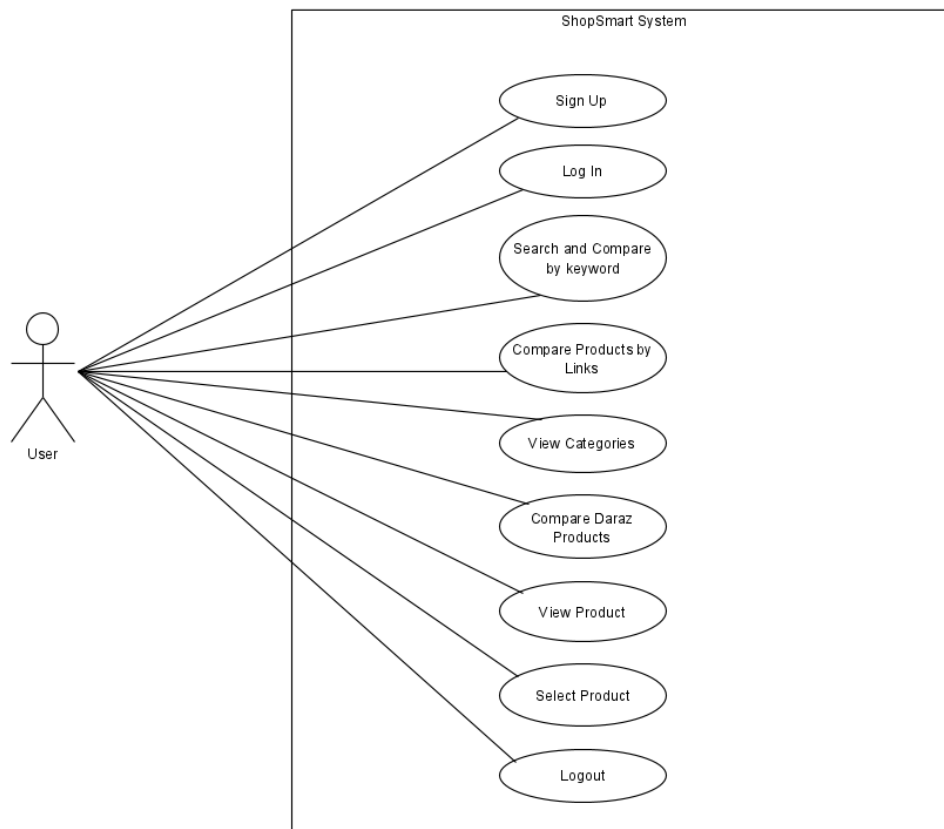 ShopSmart System
Sign Up
Log In
Search and Compare
by keyword
Compare Products by
Links
User
View Categories
Compare Daraz
Products
View Product
Select Product
Logout